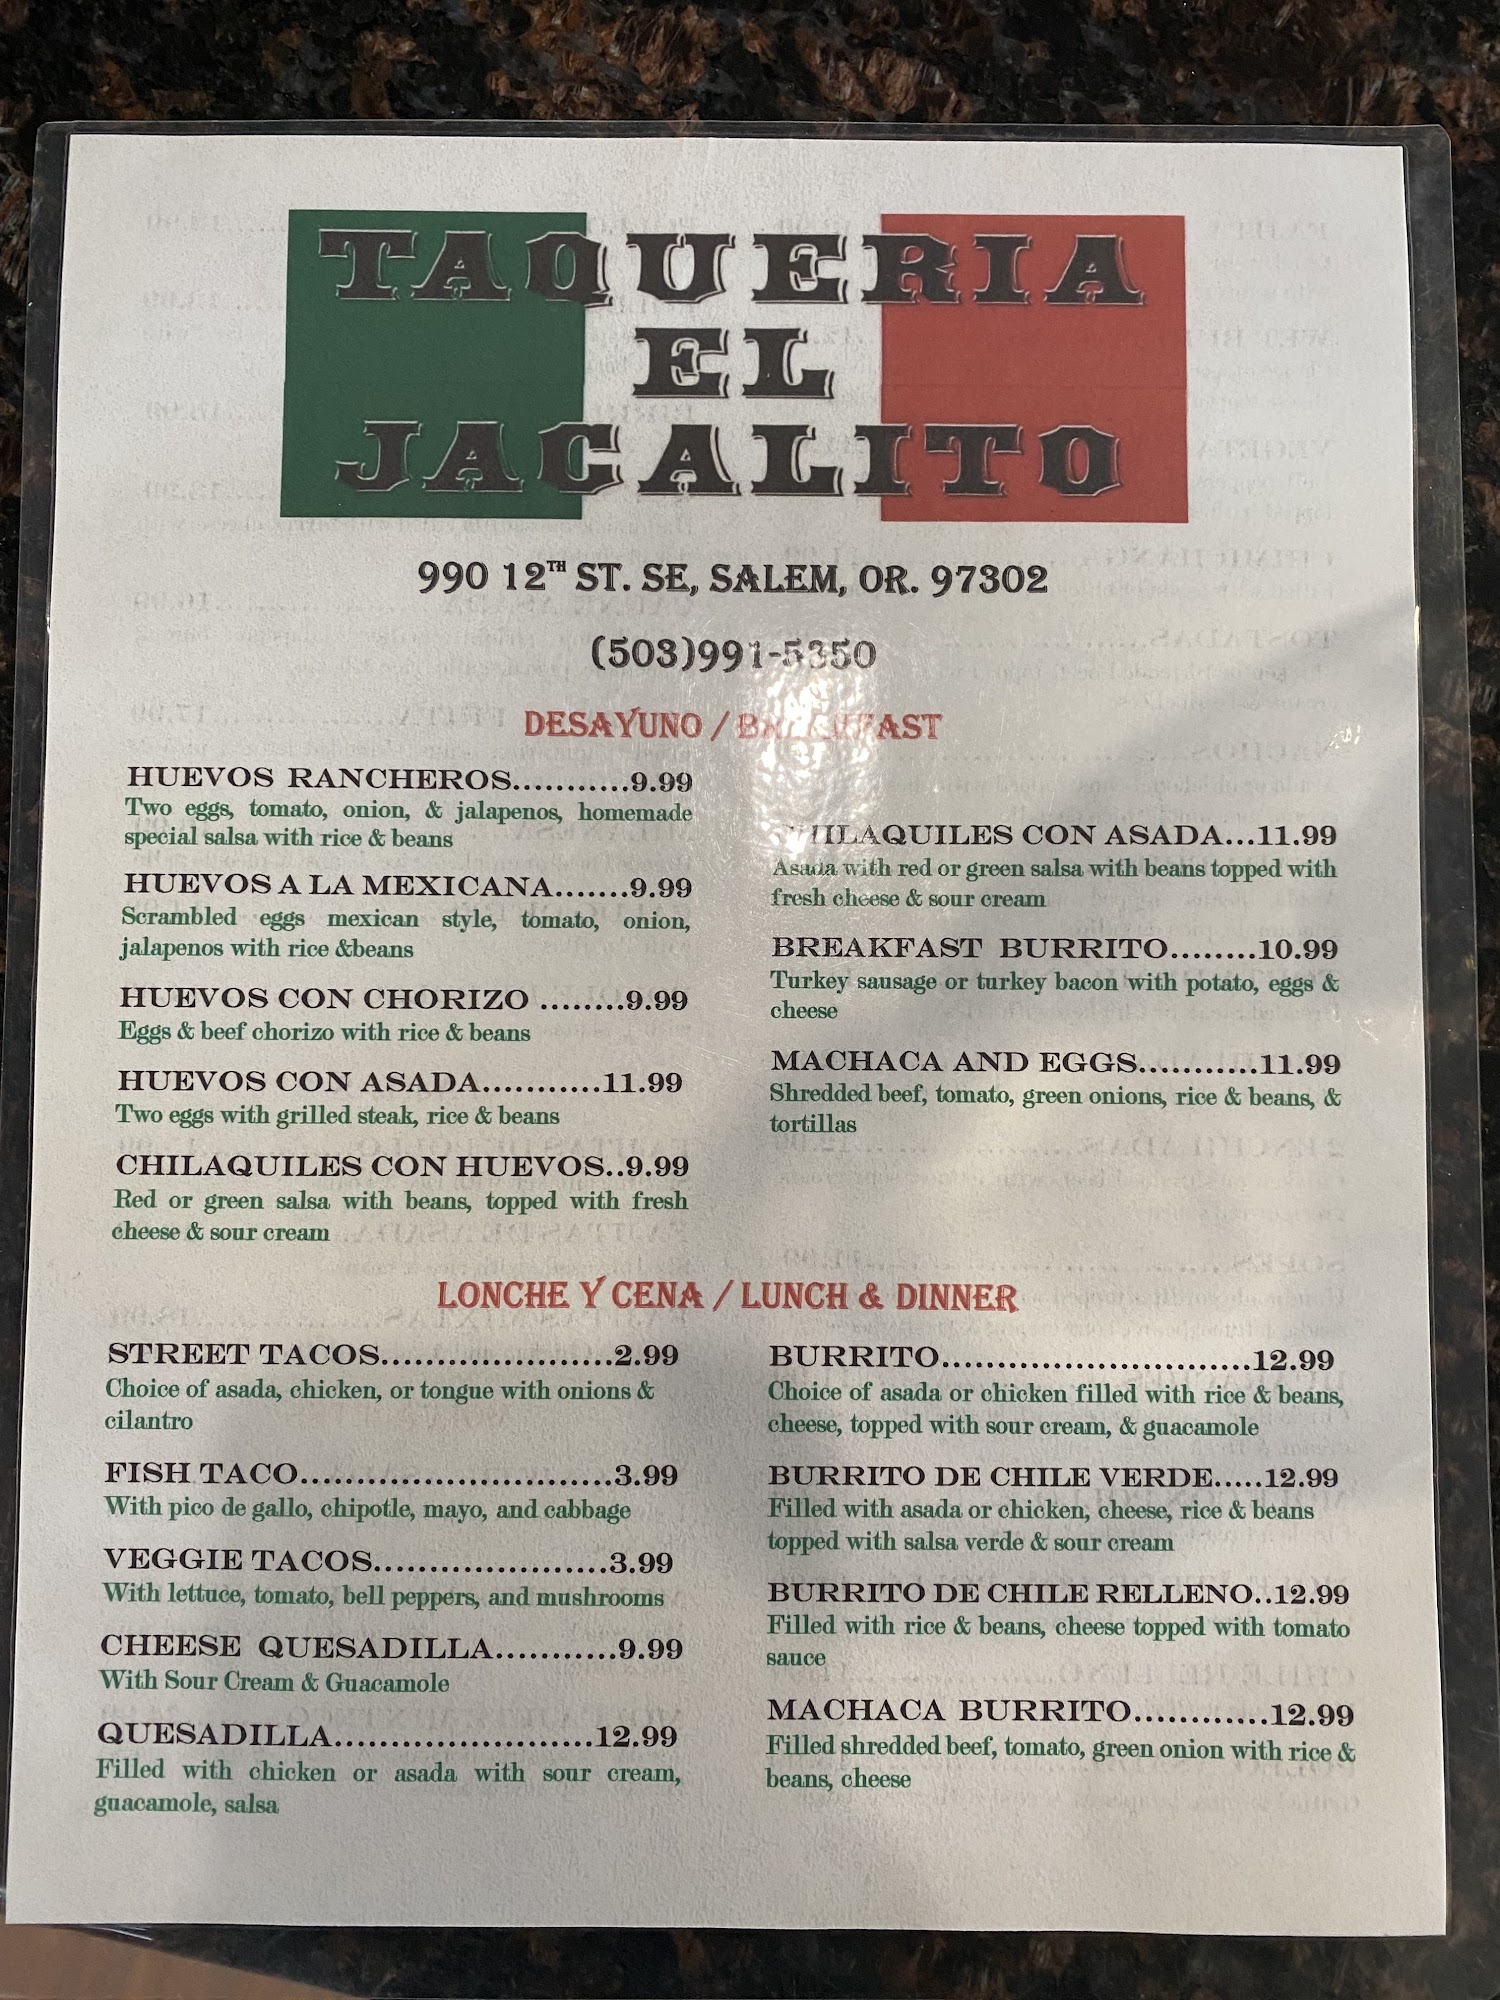 TAQUERIA
EL
JACALITO
990 12TH ST. SE, SALEM, OR. 97302
(503)991-5350
DESAYUNO / BREAKFAST
HUEVOS RANCHEROS...........9.99
Two eggs, tomato, onion, & jalapenos, homemade
special salsa with rice & beans
HUEVOS A LA MEXICANA.......9.99
Scrambled eggs mexican style, tomato, onion,
jalapenos with rice &beans
HUEVOS CON CHORIZO ........9.99
Eggs & beef chorizo with rice & beans
HUEVOS CON ASADA...........11.99
Two eggs with grilled steak, rice & beans
CHILAQUILES CON HUEVOS..9.99
Red or green salsa with beans, topped with fresh
cheese & sour cream
CHILAQUILES CON ASADA...11.99
Asada with red or green salsa with beans topped with
fresh cheese & sour cream
BREAKFAST BURRITO........10.99
Turkey sausage or turkey bacon with potato, eggs &
cheese
MACHACA AND EGGS...........11.99
Shredded beef, tomato, green onions, rice & beans, &
tortillas
LONCHE Y CENA / LUNCH & DINNER
STREET TACOS.....................2.99
Choice of asada, chicken, or tongue with onions &
cilantro
FISH TACO............................3.99
With pico de gallo, chipotle, mayo, and cabbage
VEGGIE TACOS.....................3.99
With lettuce, tomato, bell peppers, and mushrooms
CHEESE QUESADILLA...........9.99
With Sour Cream & Guacamole
QUESADILLA.......................12.99
Filled with chicken or asada with sour cream,
guacamole, salsa
BURRITO............................12.99
Choice of asada or chicken filled with rice & beans,
cheese, topped with sour cream, & guacamole
BURRITO DE CHILE VERDE.....12.99
Filled with asada or chicken, cheese, rice & beans
topped with salsa verde & sour cream
BURRITO DE CHILE RELLENO..12.99
Filled with rice & beans, cheese topped with tomato
sauce
MACHACA BURRITO............12.99
Filled shredded beef, tomato, green onion with rice &
beans, cheese